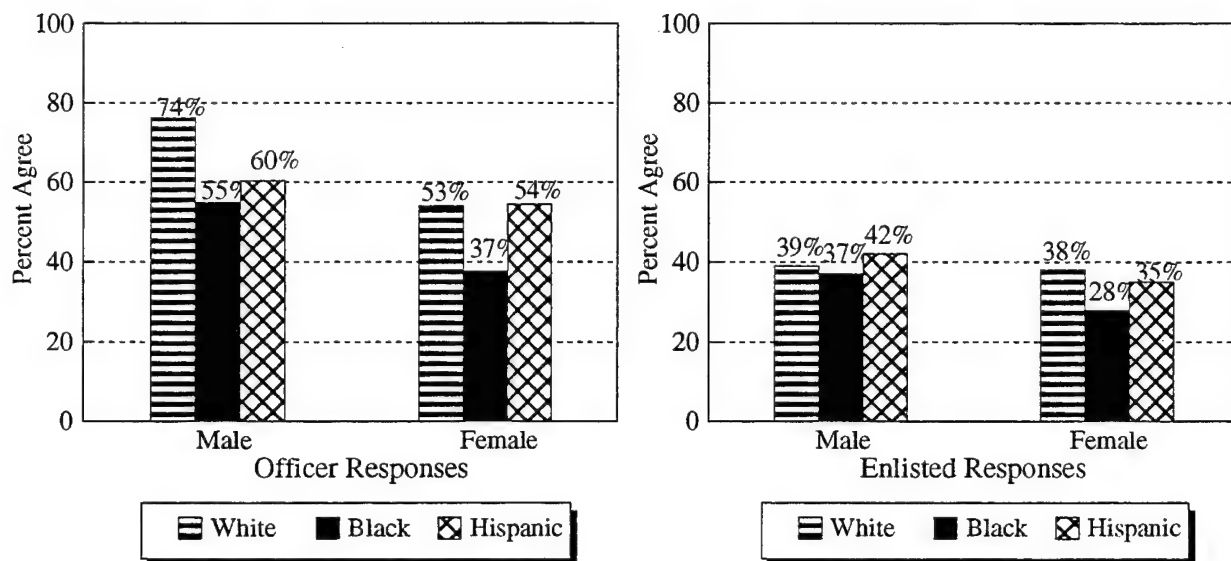 100
80
60
40
20
0
Percent Agree
74%
55%
60%
53%
37%
54%
Male
Female
Officer Responses
White
Black
Hispanic
100
80
60
40
20
0
Percent Agree
39%
37%
42%
38%
28%
35%
Male
Female
Enlisted Responses
White
Black
Hispanic